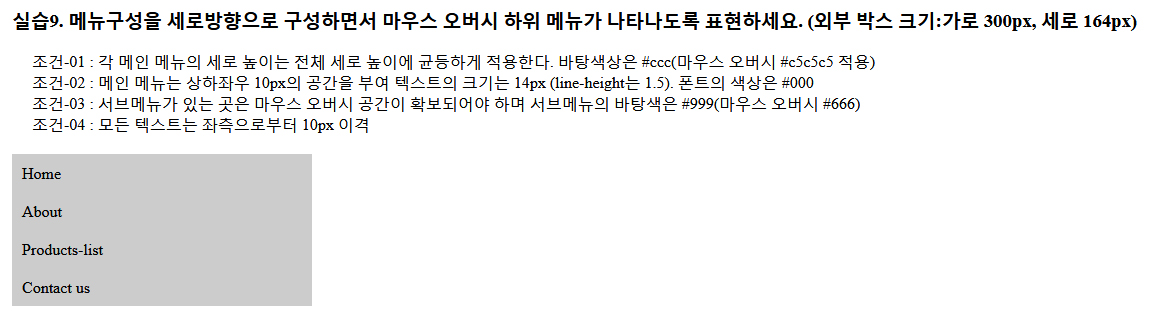 실습9. 메뉴구성을 세로방향으로 구성하면서 마우스 오버시 하위 메뉴가 나타나도록 표현하세요. (외부 박스 크기:가로 300px, 세로 164px)
조건-01 : 각 메인 메뉴의 세로 높이는 전체 세로 높이에 균등하게 적용한다. 바탕색상은 #ccc(마우스 오버시 #c5c5c5 적용)
조건-02 : 메인 메뉴는 상하좌우 10px의 공간을 부여 텍스트의 크기는 14px (line-height는 1.5). 폰트의 색상은 #000
조건-03 : 서브메뉴가 있는 곳은 마우스 오버시 공간이 확보되어야 하며 서브메뉴의 바탕색은 #999(마우스 오버시 #666)
조건-04 : 모든 텍스트는 좌측으로부터 10px 이격
Home
About
Products-list
Contact us